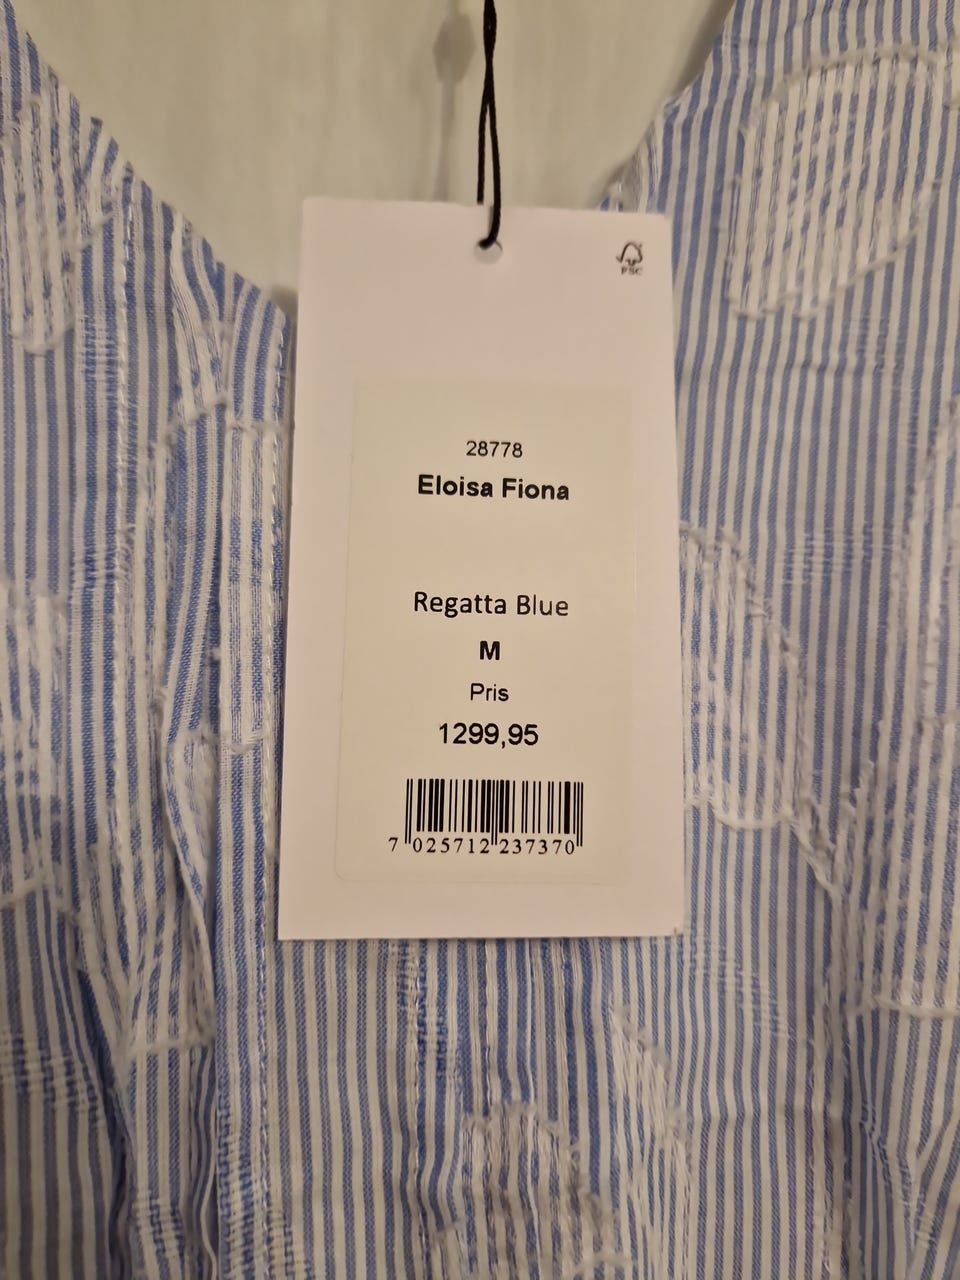 FSC
28778
Eloisa Fiona
Regatta Blue
M
Pris
1299,95
7 025712 237370